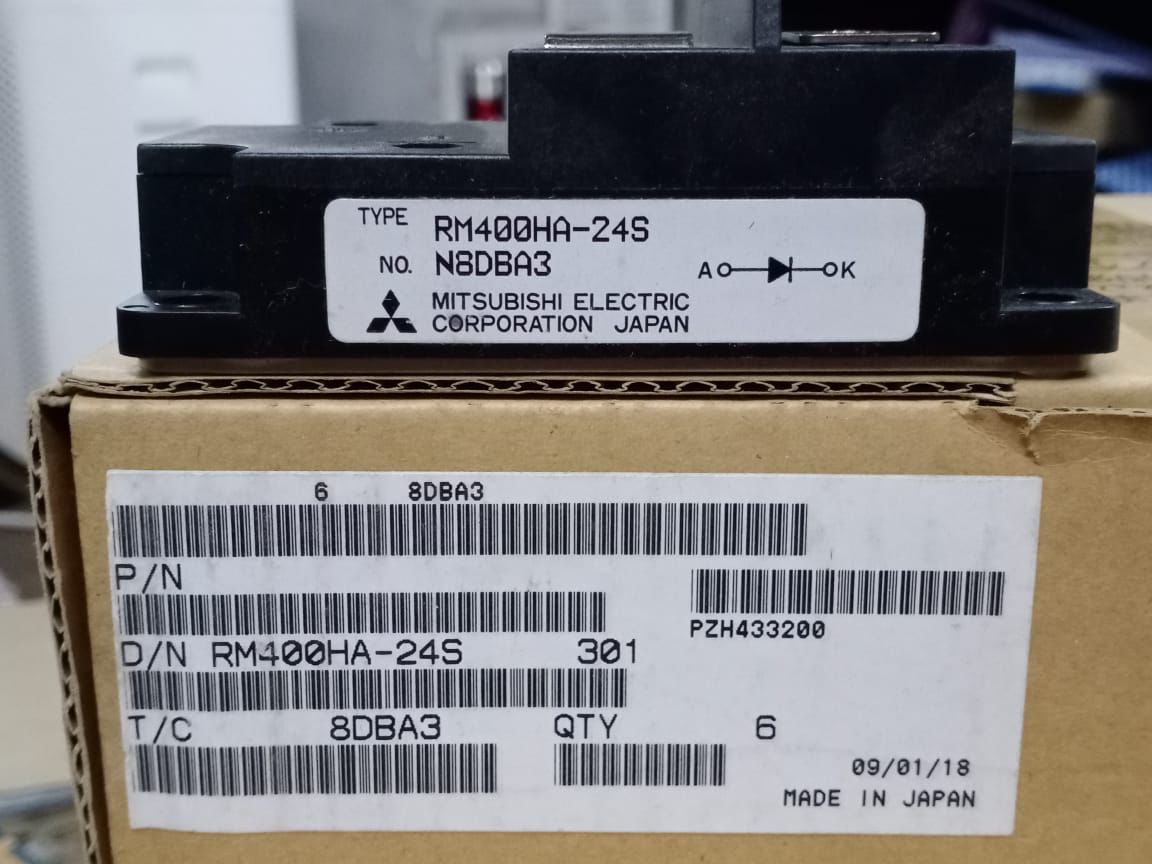 TYPE RM400HA-24S
NO. N8DBA3
A K
MITSUBISHI ELECTRIC
CORPORATION JAPAN
6 8DBA3
P/N
PZH433200
D/N RM400HA-24S 301
T/C 8DBA3 QTY 6
09/01/18
MADE IN JAPAN